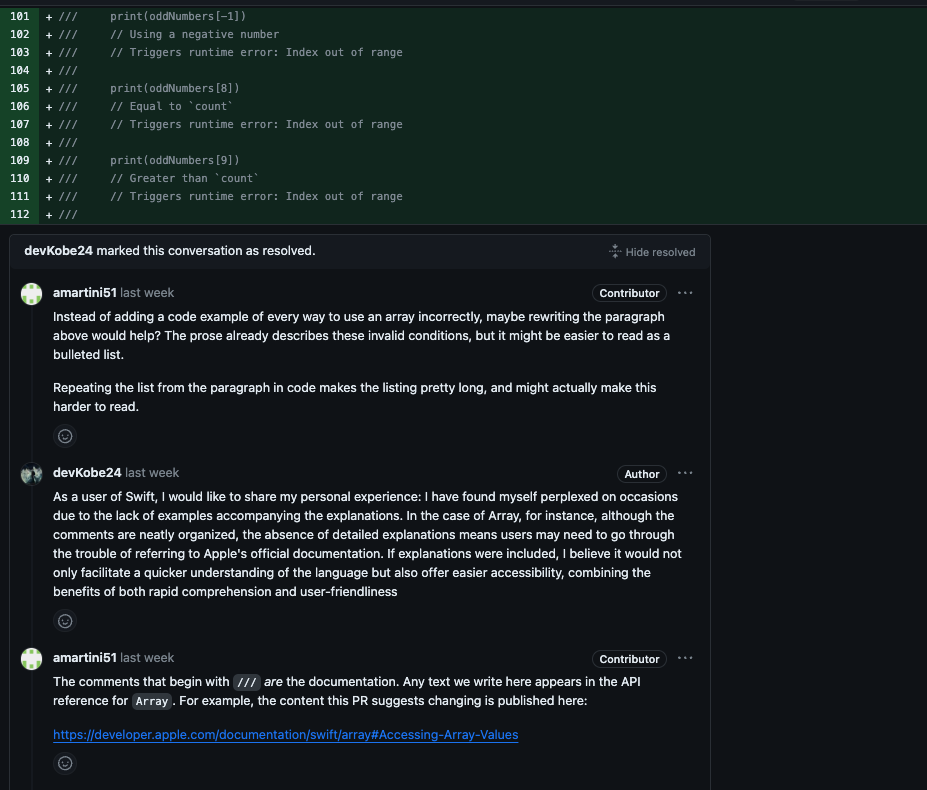 101 + ///     print(oddNumbers[-1])
102 + ///     // Using a negative number
103 + ///     // Triggers runtime error: Index out of range
104 + ///
105 + ///     print(oddNumbers[8])
106 + ///     // Equal to `count`
107 + ///     // Triggers runtime error: Index out of range
108 + ///
109 + ///     print(oddNumbers[9])
110 + ///     // Greater than `count`
111 + ///     // Triggers runtime error: Index out of range
112 + ///
devKobe24 marked this conversation as resolved. Hide resolved
amartini51 last week Contributor ···
Instead of adding a code example of every way to use an array incorrectly, maybe rewriting the paragraph
above would help? The prose already describes these invalid conditions, but it might be easier to read as a
bulleted list.
Repeating the list from the paragraph in code makes the listing pretty long, and might actually make this
harder to read.
devKobe24 last week Author ···
As a user of Swift, I would like to share my personal experience: I have found myself perplexed on occasions
due to the lack of examples accompanying the explanations. In the case of Array, for instance, although the
comments are neatly organized, the absence of detailed explanations means users may need to go through
the trouble of referring to Apple's official documentation. If explanations were included, I believe it would not
only facilitate a quicker understanding of the language but also offer easier accessibility, combining the
benefits of both rapid comprehension and user-friendliness
amartini51 last week Contributor ···
The comments that begin with /// are the documentation. Any text we write here appears in the API
reference for Array. For example, the content this PR suggests changing is published here:
https://developer.apple.com/documentation/swift/array#Accessing-Array-Values